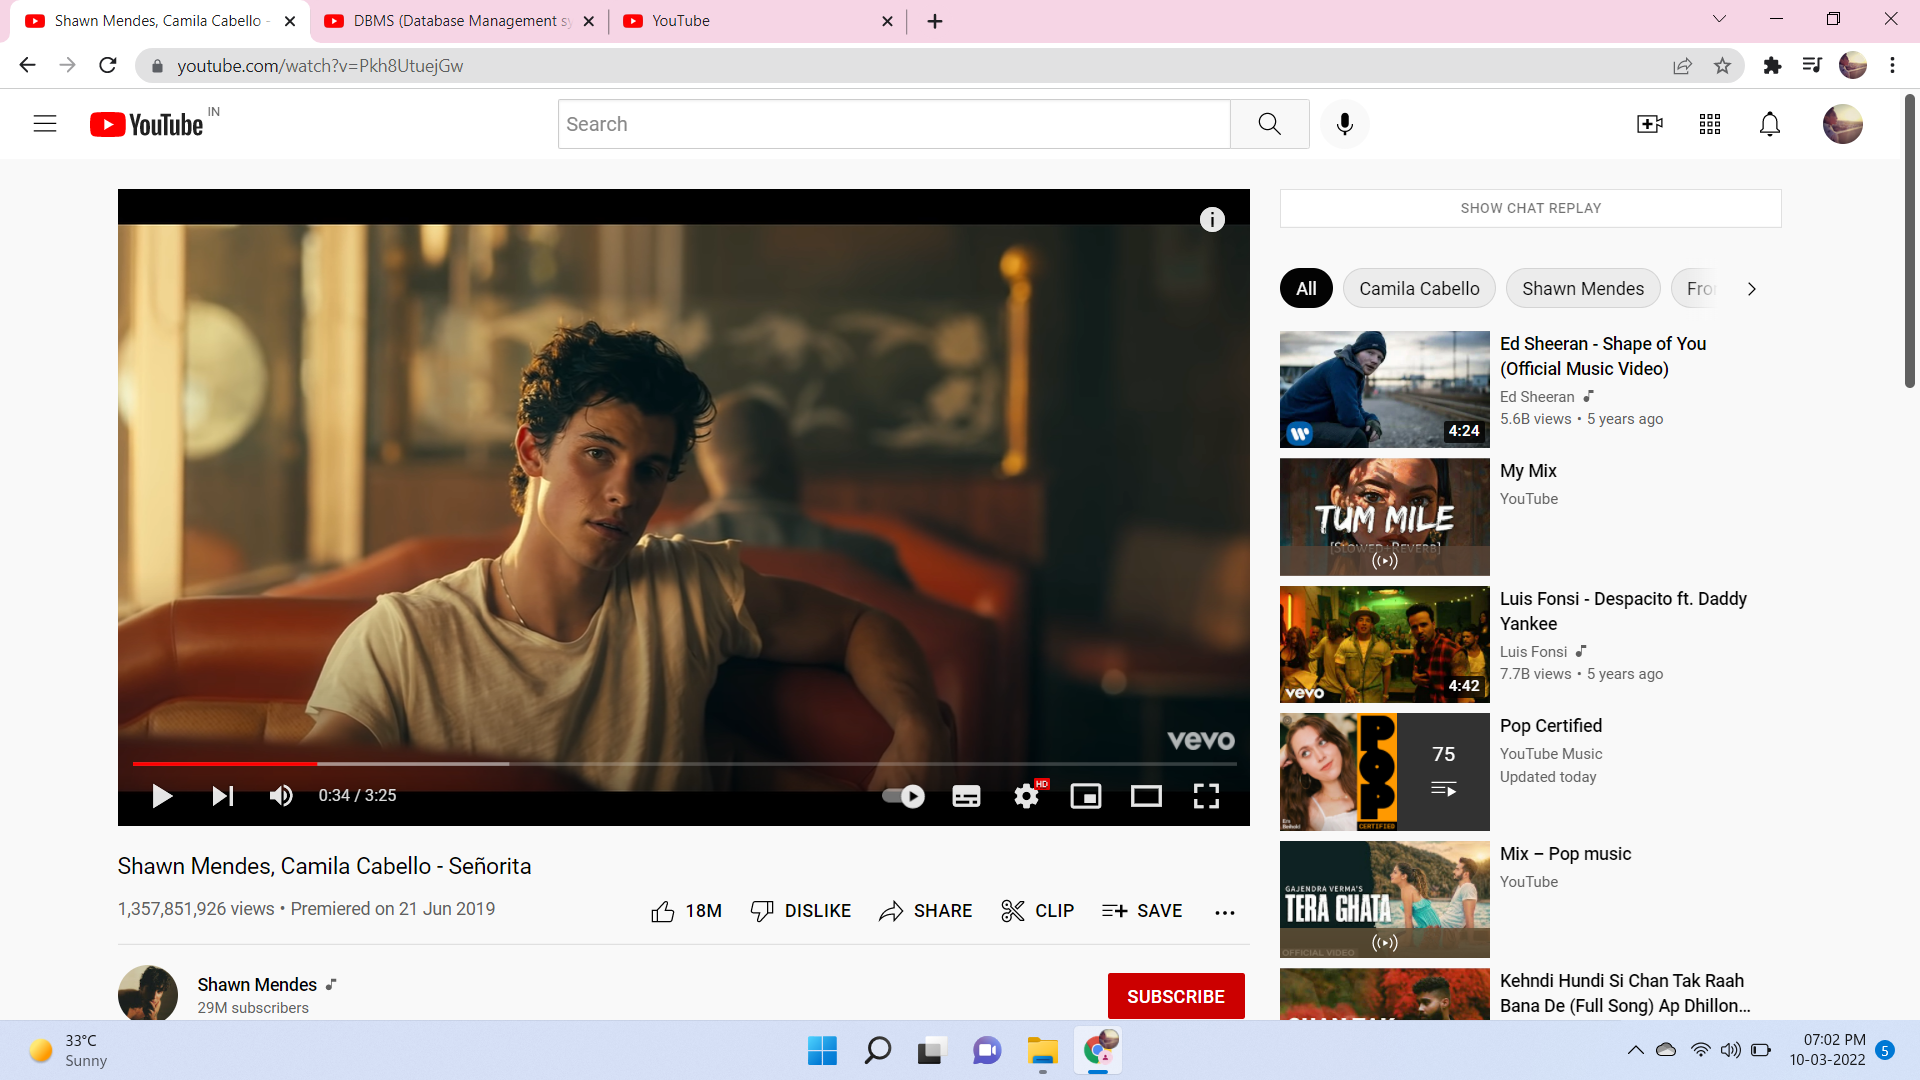 Shawn Mendes, Camila Cabello -
DBMS (Database Management sy
YouTube
youtube.com/watch?v=Pkh8UtuejGw
YouTube IN
Search
SHOW CHAT REPLAY
All
Camila Cabello
Shawn Mendes
Fro
vevo
0:34 / 3:25
HD
Shawn Mendes, Camila Cabello - Señorita
1,357,851,926 views • Premiered on 21 Jun 2019
18M
DISLIKE
SHARE
CLIP
SAVE
Shawn Mendes
29M subscribers
SUBSCRIBE
Ed Sheeran - Shape of You
(Official Music Video)
Ed Sheeran
5.6B views • 5 years ago
4:24
TUM MILE
[SLOWED+REVERB]
My Mix
YouTube
vevo
4:42
Luis Fonsi - Despacito ft. Daddy
Yankee
Luis Fonsi
7.7B views • 5 years ago
POP
CERTIFIED
75
Pop Certified
YouTube Music
Updated today
GAJENDRA VERMA'S
TERA GHATA
OFFICIAL VIDEO
Mix – Pop music
YouTube
Kehndi Hundi Si Chan Tak Raah
Bana De (Full Song) Ap Dhillon...
33°C
Sunny
07:02 PM
10-03-2022
5